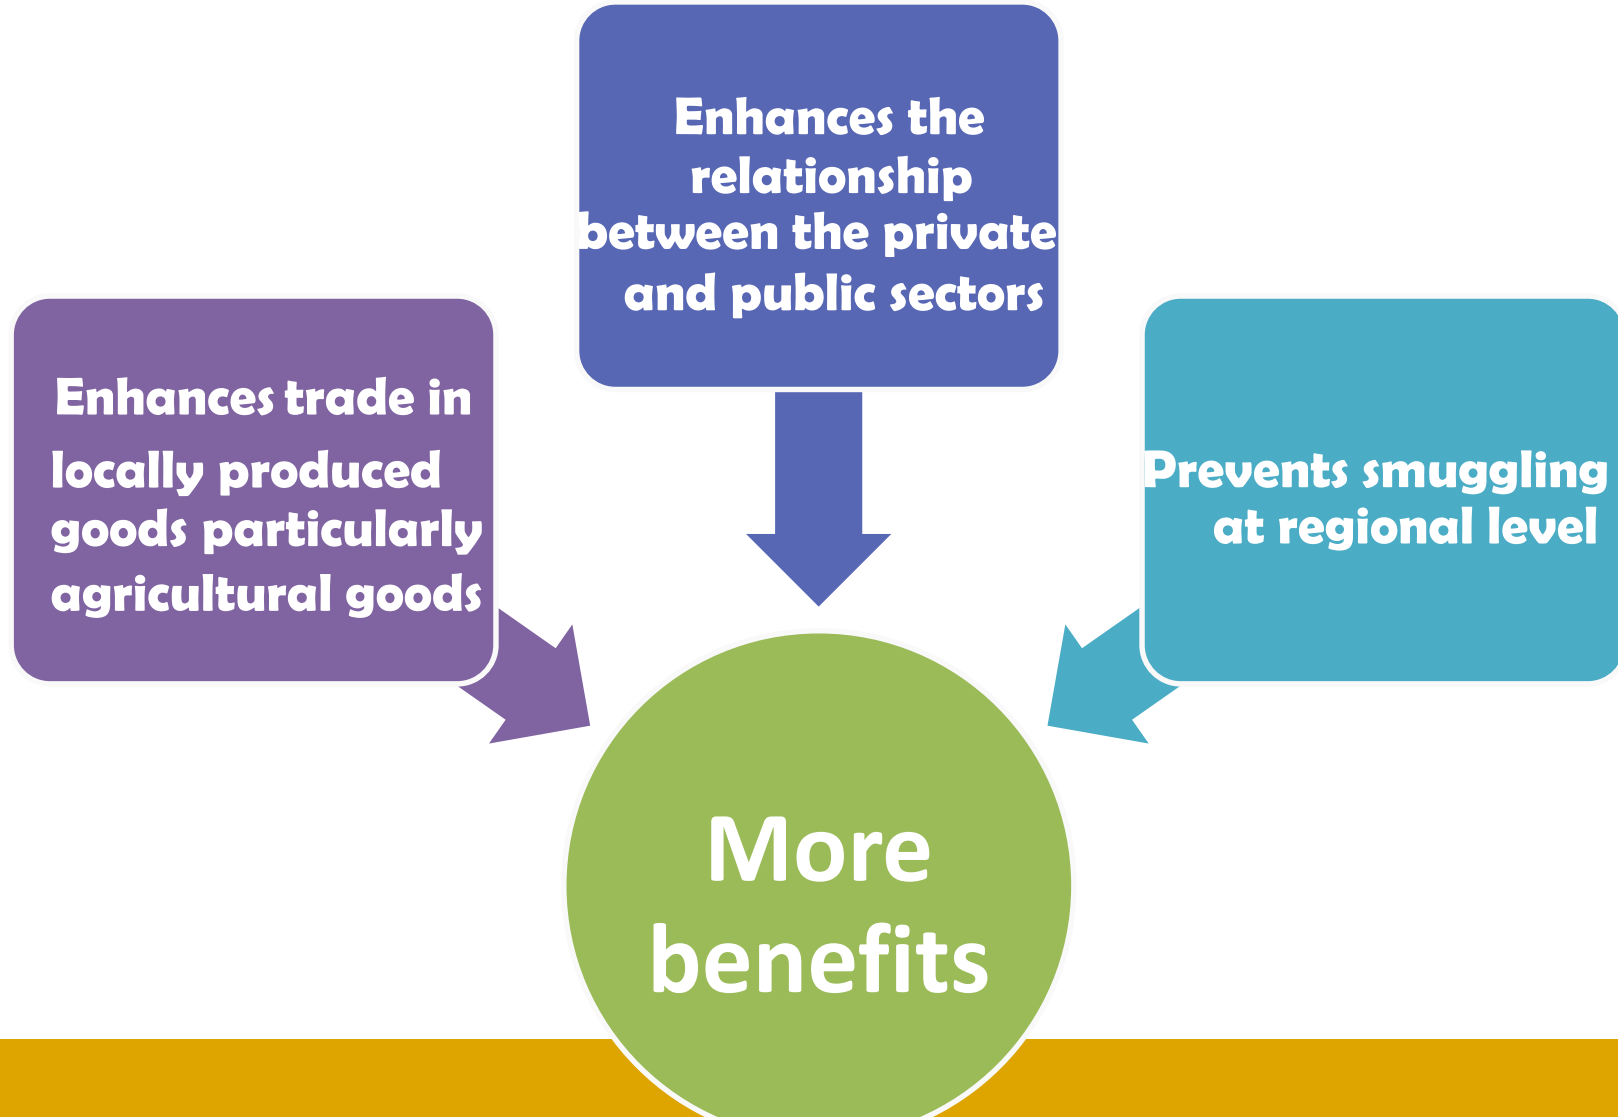 Enhances the
relationship
between the private
and public sectors
Enhances trade in
locally produced
goods particularly
agricultural goods
Prevents smuggling
at regional level
More
benefits